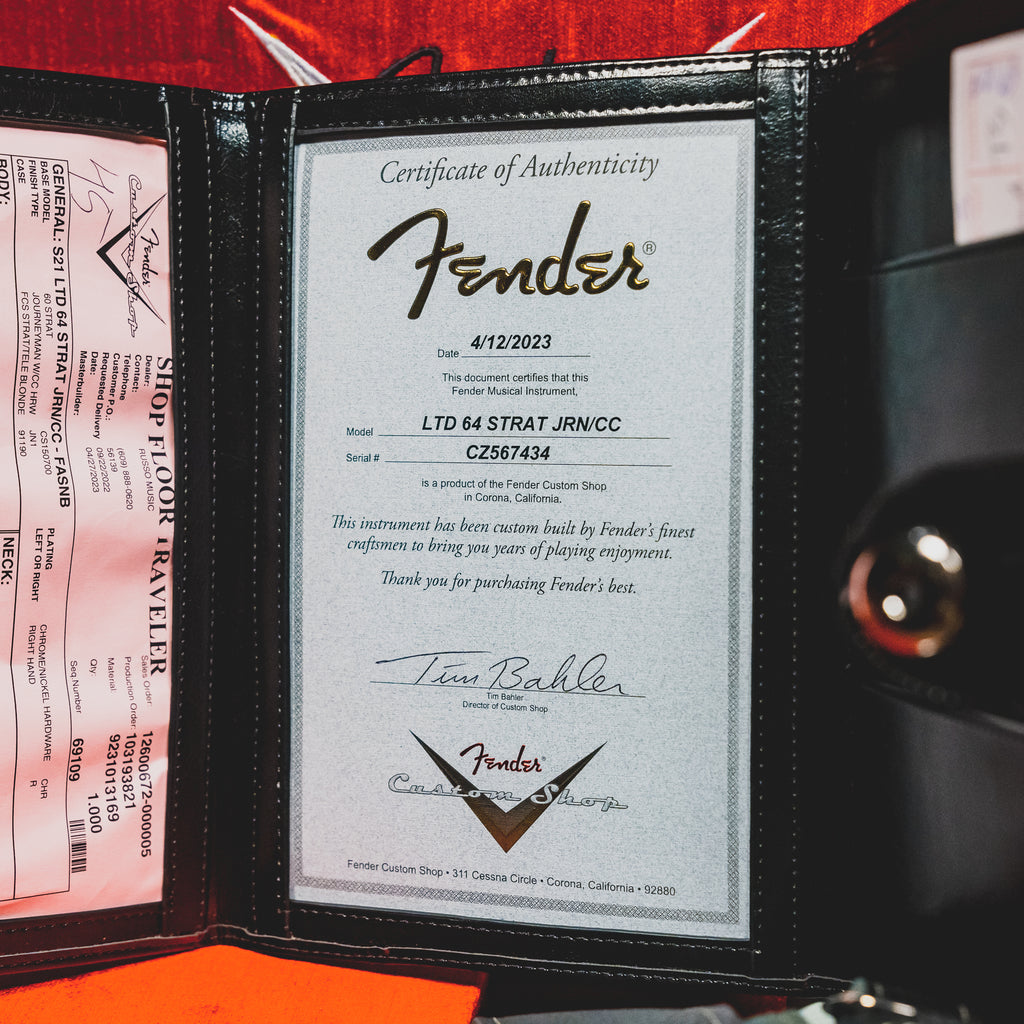 Certificate of Authenticity
Fender®
4/12/2023
Date
This document certifies that this
Fender Musical Instrument,
Model LTD 64 STRAT JRN/CC
Serial # CZ567434
is a product of the Fender Custom Shop
in Corona, California.
This instrument has been custom built by Fender's finest
craftsmen to bring you years of playing enjoyment.
Thank you for purchasing Fender's best.
Tim Bahler
Tim Bahler
Director of Custom Shop
Fender®
Custom Shop
Fender Custom Shop • 311 Cessna Circle • Corona, California • 92880
SHOP FLOOR TRAVELER
Fender
Custom Shop
Dealer: RUSSO MUSIC
Contact:
Telephone (609) 888-0620
Customer P.O.: 56139
Requested Delivery 09/22/2022
Date: 04/27/2023
Masterbuilder:
Sales Order: 12600672-000005
Production Order: 103193821
Material: 9231013169
Qty: 1.000
Seq.Number 69109
GENERAL: S21 LTD 64 STRAT JRN/CC - FASNB
BASE MODEL 60 STRAT CS150700
FINISH TYPE JOURNEYMAN W/CC HRW JN1
CASE FCS STRAT/TELE BLONDE 91190
PLATING CHROME/NICKEL HARDWARE CHR
LEFT OR RIGHT RIGHT HAND R
BODY:
NECK: